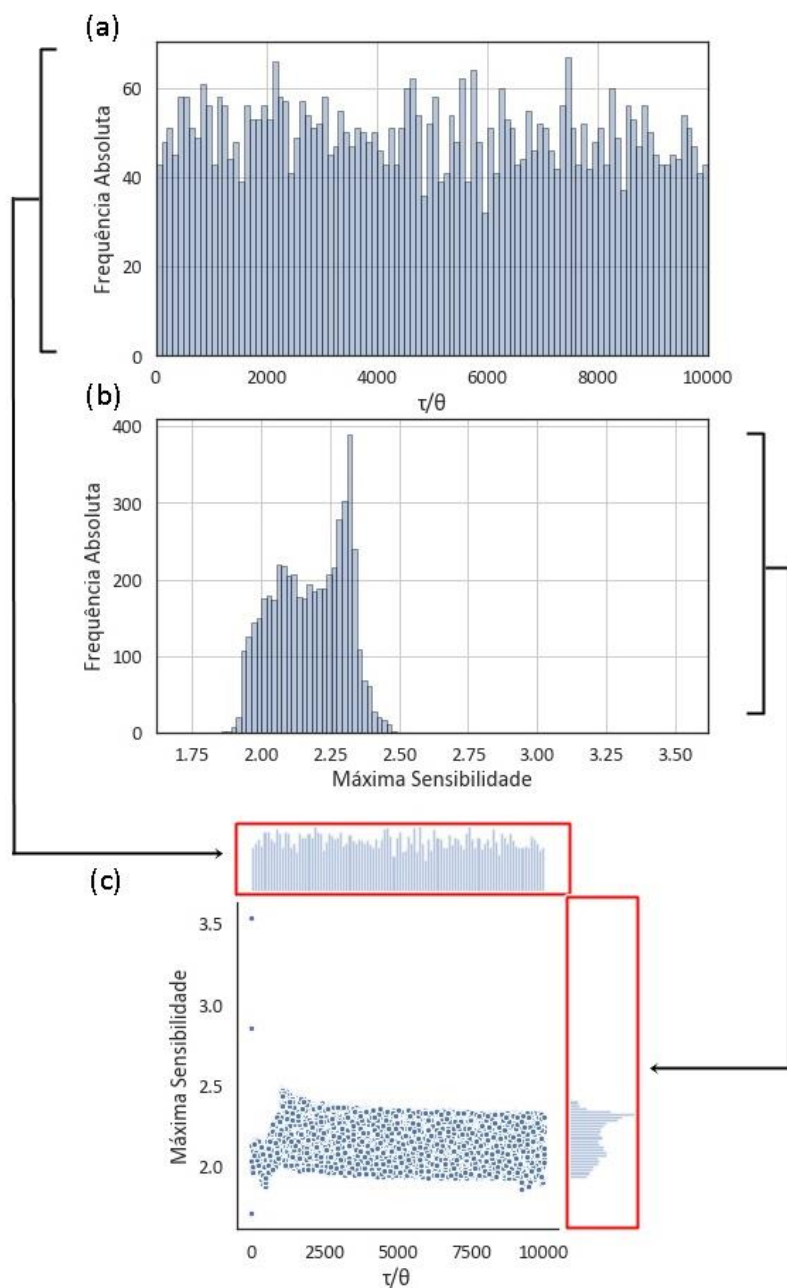 (a)
Frequência Absoluta
60
40
20
0
0 2000 4000 6000 8000 10000
τ/θ
(b)
Frequência Absoluta
400
300
200
100
0
1.75 2.00 2.25 2.50 2.75 3.00 3.25 3.50
Máxima Sensibilidade
(c)
Máxima Sensibilidade
3.5
3.0
2.5
2.0
0 2500 5000 7500 10000
τ/θ